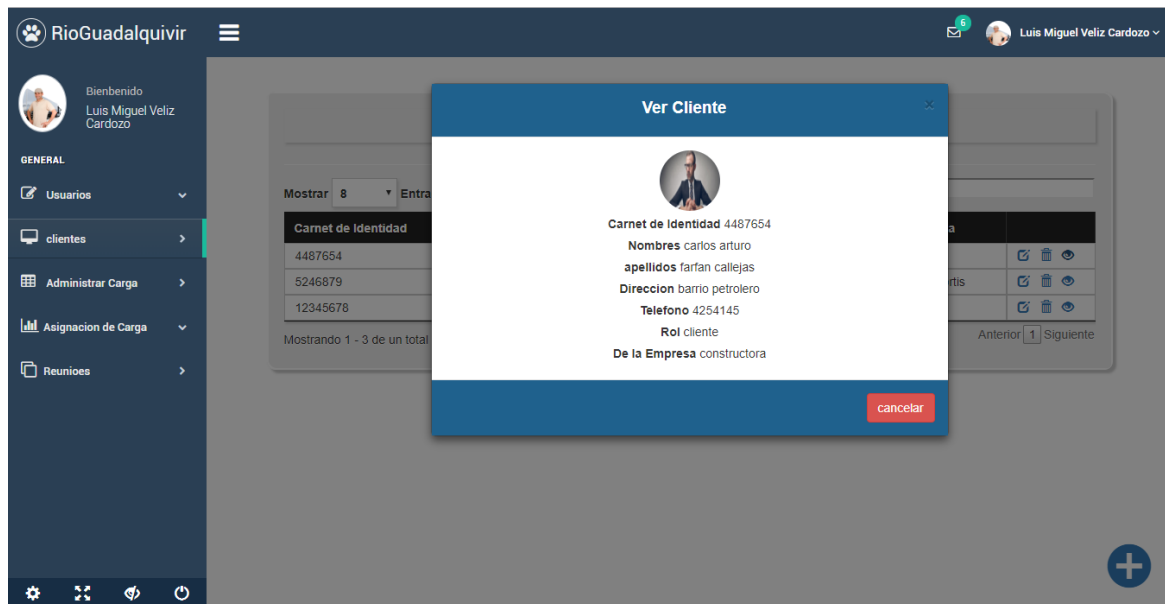 RioGuadalquivir
6
Luis Miguel Veliz Cardozo
Bienbenido
Luis Miguel Veliz
Cardozo
GENERAL
Usuarios
clientes
Administrar Carga
Asignacion de Carga
Reunioes
Ver Cliente
×
Carnet de Identidad 4487654
Nombres carlos arturo
apellidos farfan callejas
Direccion barrio petrolero
Telefono 4254145
Rol cliente
De la Empresa constructora
cancelar
Mostrar 8 Entra
Carnet de Identidad
a
4487654
5246879
rtis
12345678
Mostrando 1 - 3 de un total
Anterior 1 Siguiente